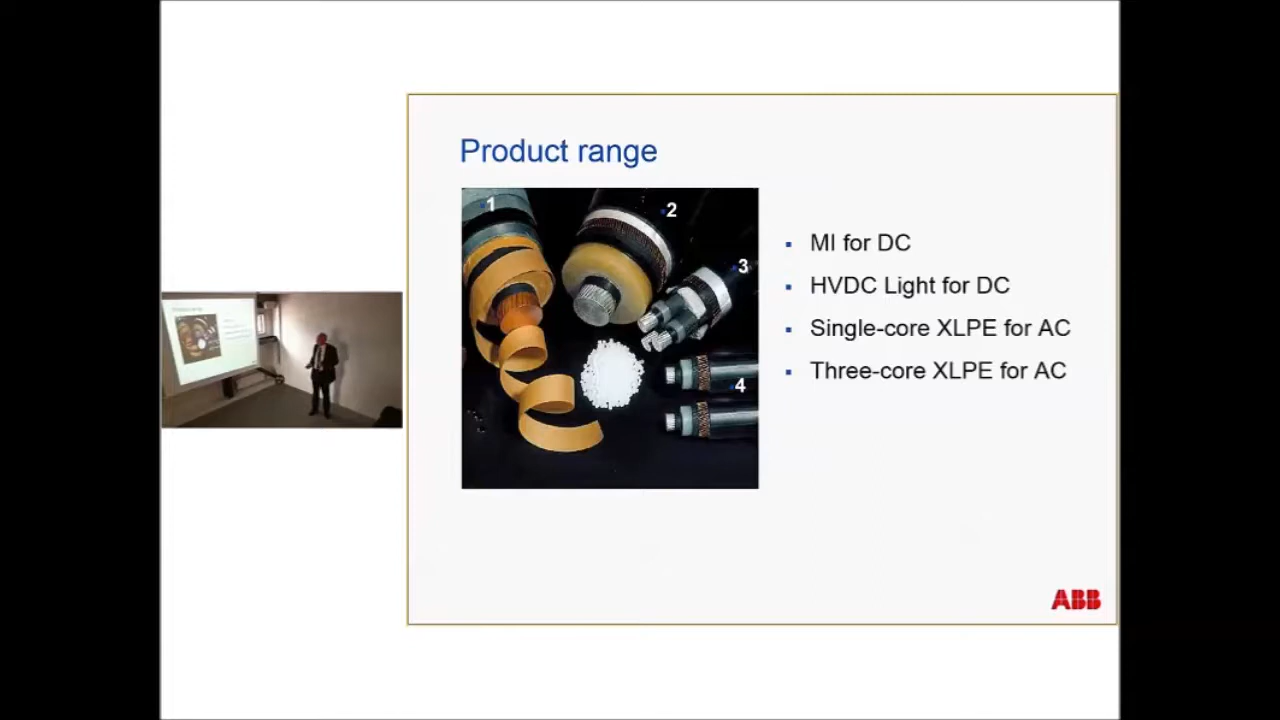 Product range
1
2
3
4
MI for DC
HVDC Light for DC
Single-core XLPE for AC
Three-core XLPE for AC
ABB